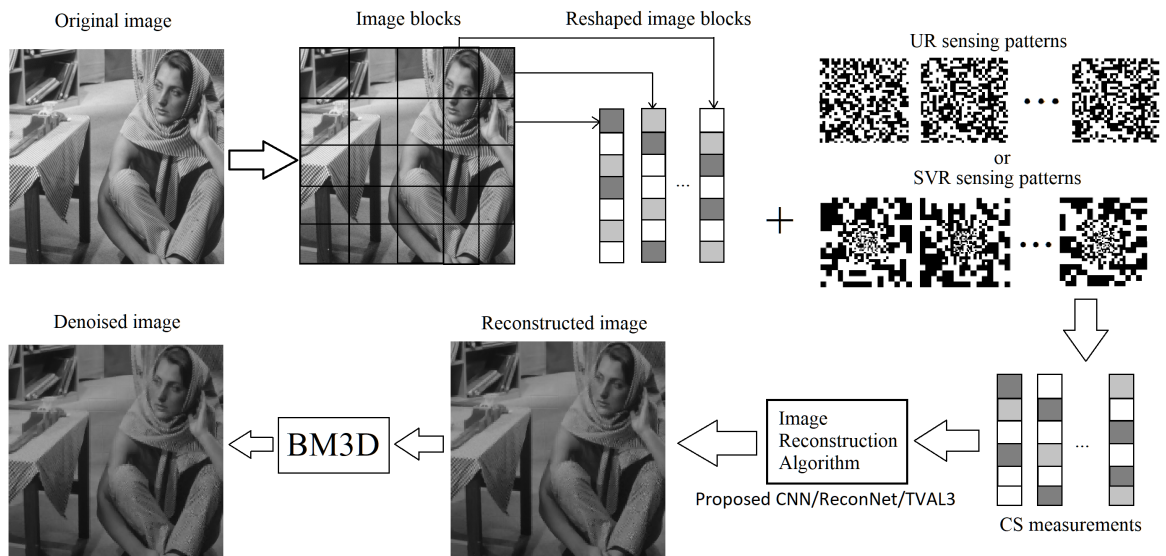 Original image
Image blocks
Reshaped image blocks
UR sensing patterns
...
or
SVR sensing patterns
+
Denoised image
Reconstructed image
BM3D
Image
Reconstruction
Algorithm
Proposed CNN/ReconNet/TVAL3
...
CS measurements